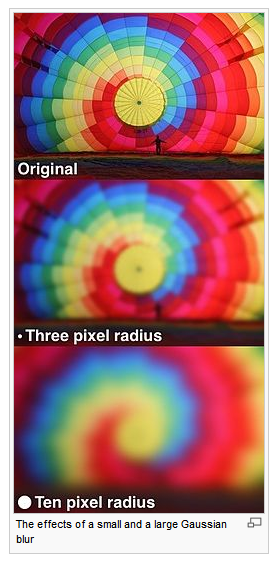 Original
Three pixel radius
Ten pixel radius
The effects of a small and a large Gaussian
blur